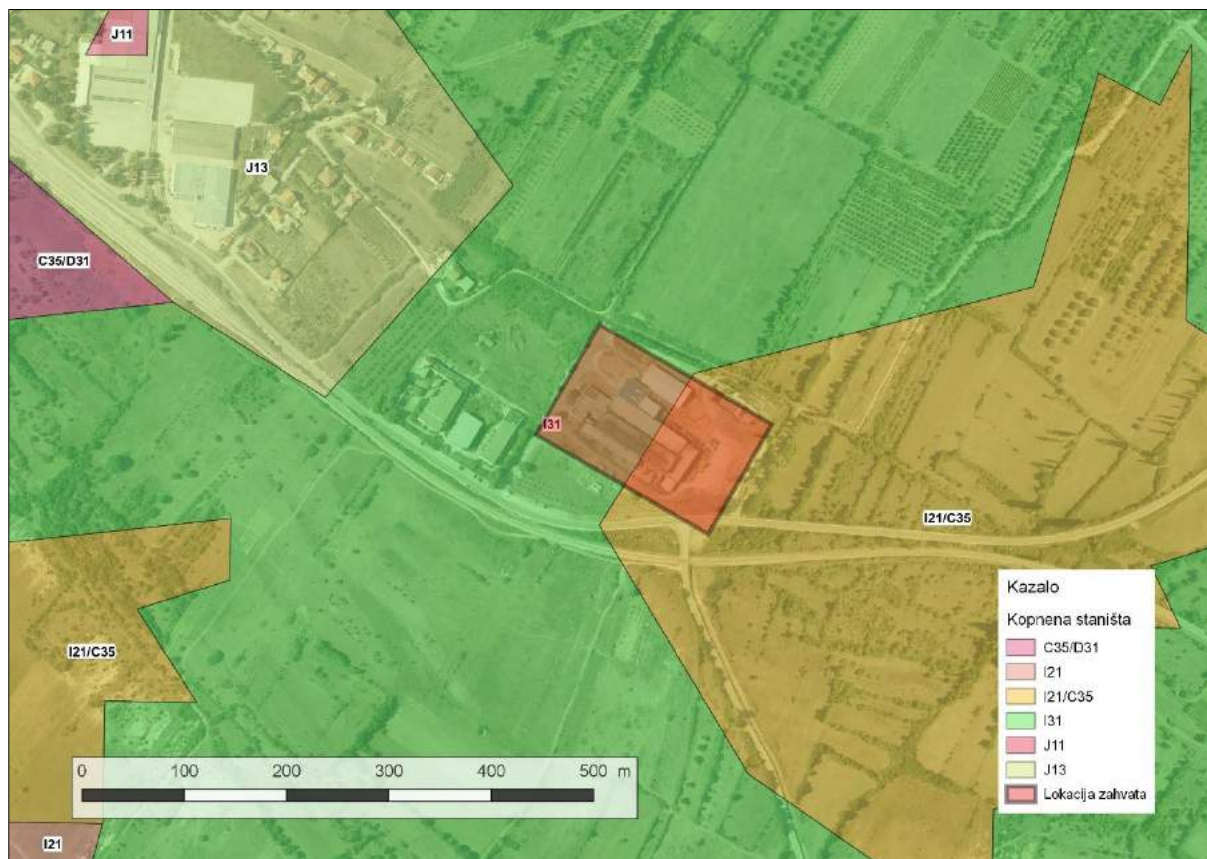 J11
J13
C35/D31
I31
I21/C35
I21/C35
I21
0 100 200 300 400 500 m
Kazalo
Kopnena staništa
C35/D31
I21
I21/C35
I31
J11
J13
Lokacija zahvata